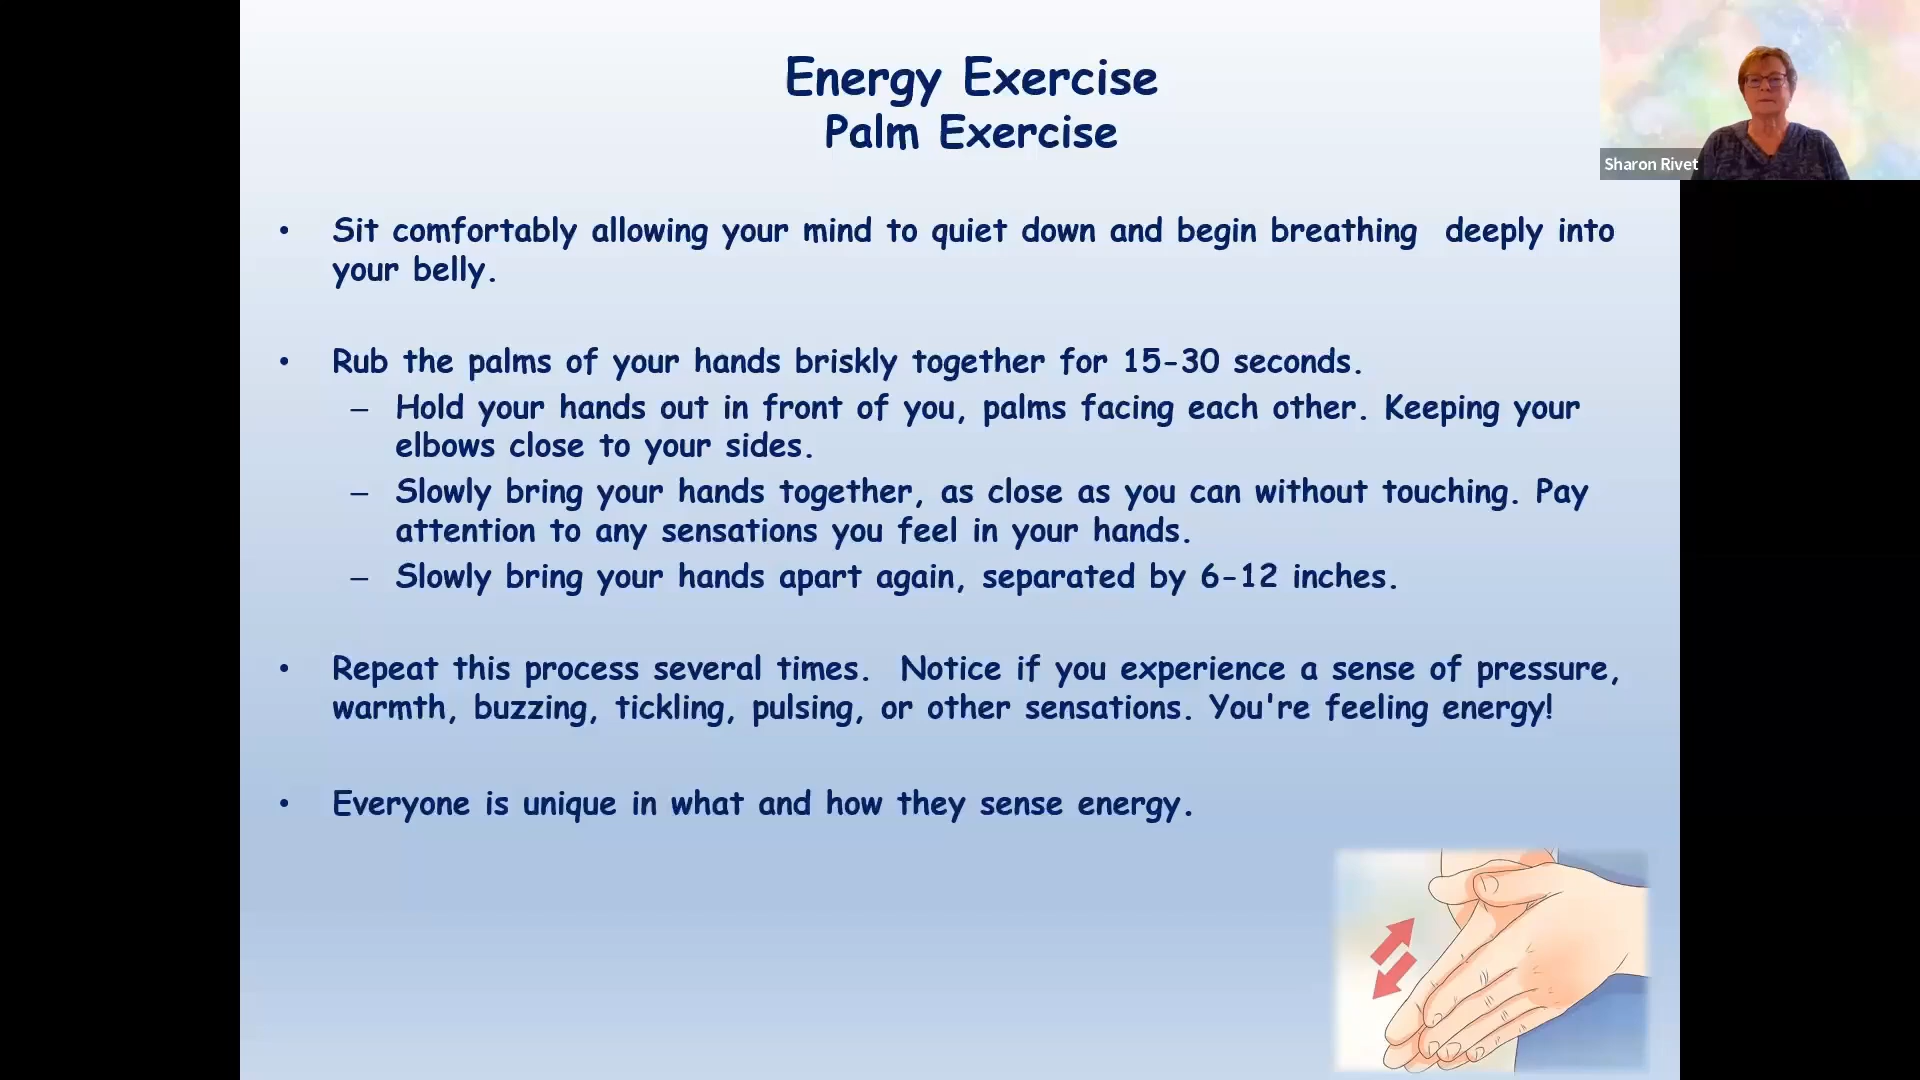 Energy Exercise
Palm Exercise
Sharon Rivet
• Sit comfortably allowing your mind to quiet down and begin breathing  deeply into
your belly.
• Rub the palms of your hands briskly together for 15-30 seconds.
– Hold your hands out in front of you, palms facing each other. Keeping your
elbows close to your sides.
– Slowly bring your hands together, as close as you can without touching. Pay
attention to any sensations you feel in your hands.
– Slowly bring your hands apart again, separated by 6-12 inches.
• Repeat this process several times.  Notice if you experience a sense of pressure,
warmth, buzzing, tickling, pulsing, or other sensations. You're feeling energy!
• Everyone is unique in what and how they sense energy.